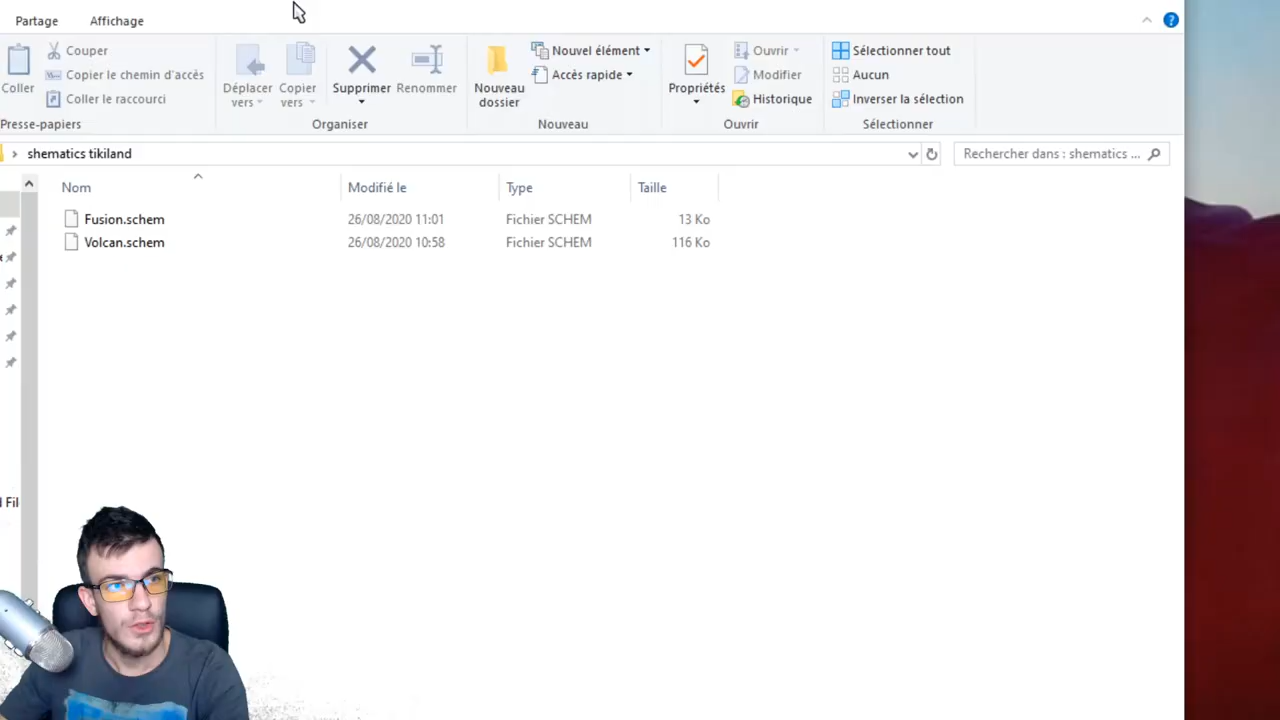 Partage Affichage
Coller
Couper
Copier le chemin d'accès
Coller le raccourci
Presse-papiers
Déplacer vers
Copier vers
Supprimer
Renommer
Organiser
Nouveau dossier
Nouvel élément
Accès rapide
Nouveau
Propriétés
Ouvrir
Modifier
Historique
Ouvrir
Sélectionner tout
Aucun
Inverser la sélection
Sélectionner
shematics tikiland
Rechercher dans : shematics ...
Nom Modifié le Type Taille
Fusion.schem 26/08/2020 11:01 Fichier SCHEM 13 Ko
Volcan.schem 26/08/2020 10:58 Fichier SCHEM 116 Ko